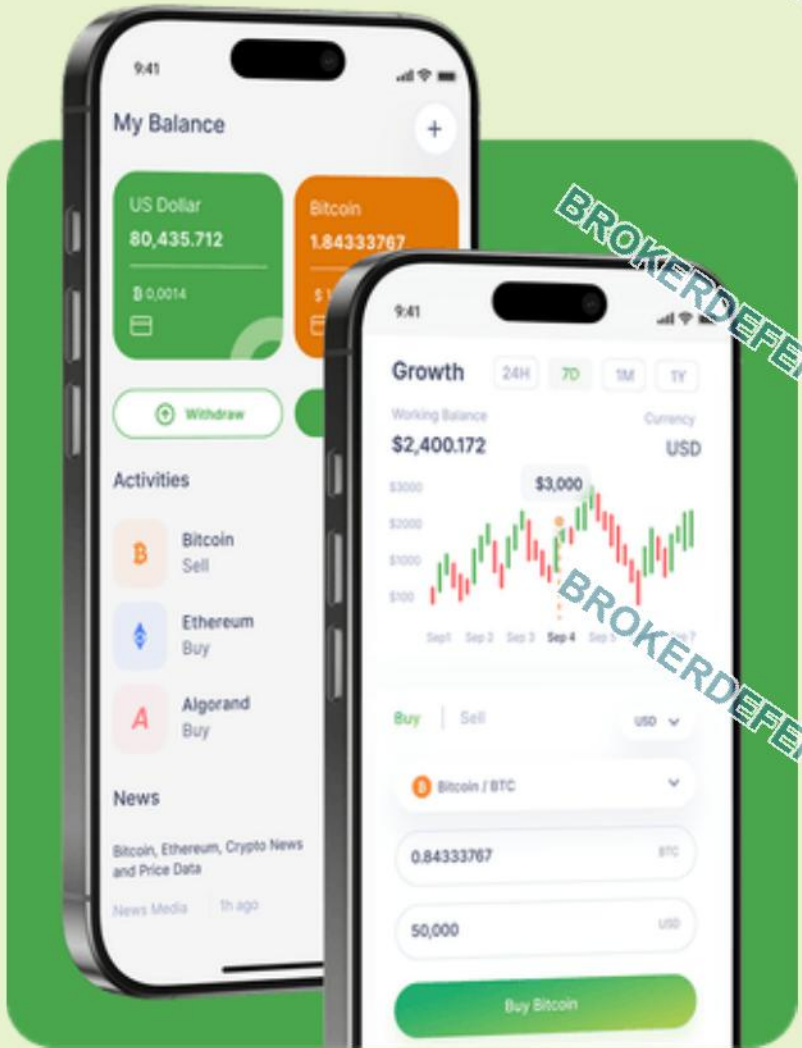 9:41
My Balance
+
US Dollar
80,435.712
฿ 0,0014
Bitcoin
1.84333767
$ 1
Withdraw
Activities
Bitcoin
Sell
Ethereum
Buy
Algorand
Buy
News
Bitcoin, Ethereum, Crypto News
and Price Data
News Media 1h ago
9:41
Growth 24H 7D 1M 1Y
Working Balance Currency
$2,400.172 USD
$3,000
$3000
$2000
$1000
$100
Sep1 Sep 2 Sep 3 Sep 4 Sep 5 7
Buy | Sell USD
Bitcoin / BTC
0.84333767 BTC
50,000 USD
Buy Bitcoin
BROKERDEFE
BROKERDEFE